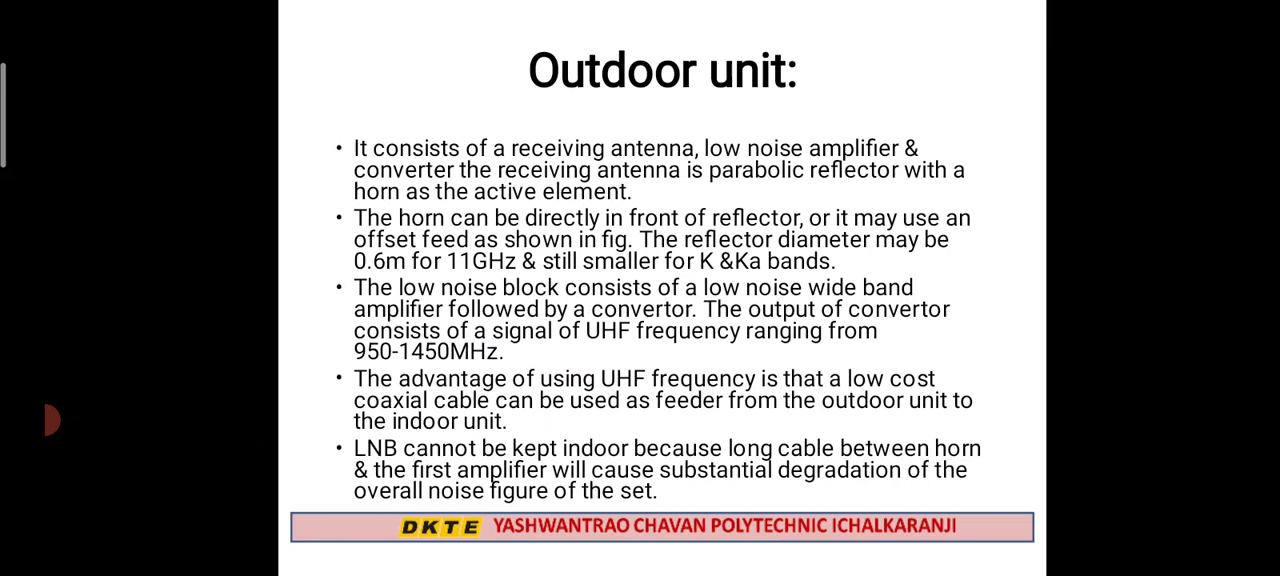 Outdoor unit:
• It consists of a receiving antenna, low noise amplifier &
converter the receiving antenna is parabolic reflector with a
horn as the active element.
• The horn can be directly in front of reflector, or it may use an
offset feed as shown in fig. The reflector diameter may be
0.6m for 11GHz & still smaller for K &Ka bands.
• The low noise block consists of a low noise wide band
amplifier followed by a convertor. The output of convertor
consists of a signal of UHF frequency ranging from
950-1450MHz.
• The advantage of using UHF frequency is that a low cost
coaxial cable can be used as feeder from the outdoor unit to
the indoor unit.
• LNB cannot be kept indoor because long cable between horn
& the first amplifier will cause substantial degradation of the
overall noise figure of the set.
DKTE YASHWANTRAO CHAVAN POLYTECHNIC ICHALKARANJI